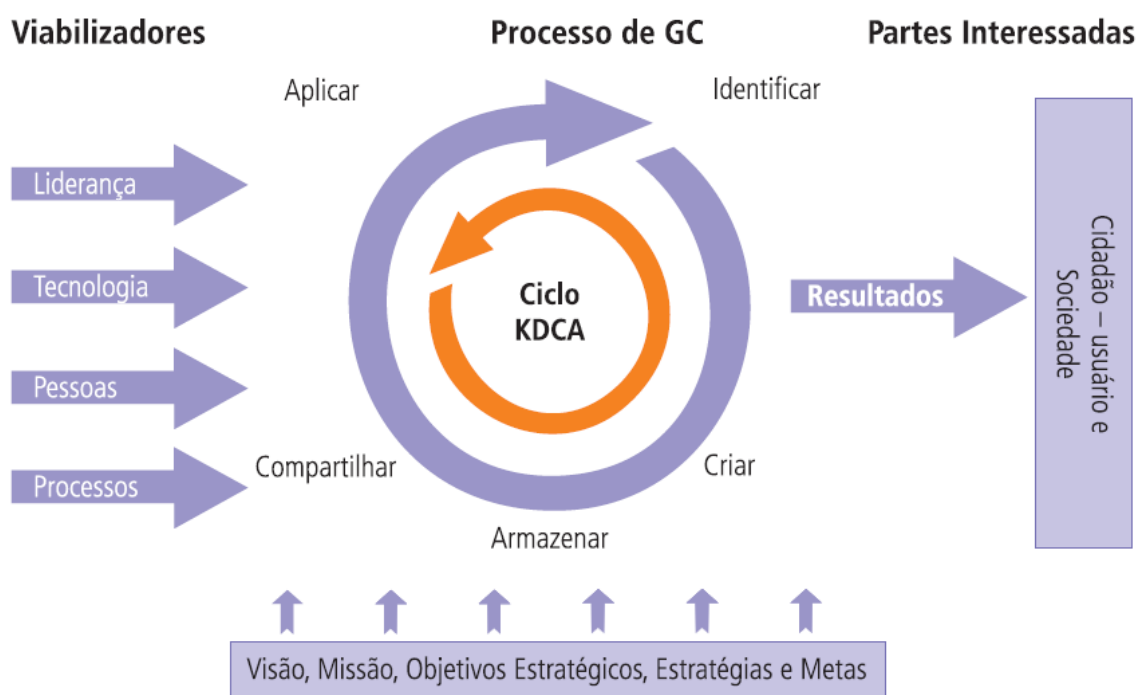 Viabilizadores
Processo de GC
Partes Interessadas
Aplicar
Identificar
Liderança
Tecnologia
Pessoas
Processos
Ciclo
KDCA
Compartilhar
Criar
Armazenar
Resultados
Cidadão – usuário e
Sociedade
Visão, Missão, Objetivos Estratégicos, Estratégias e Metas